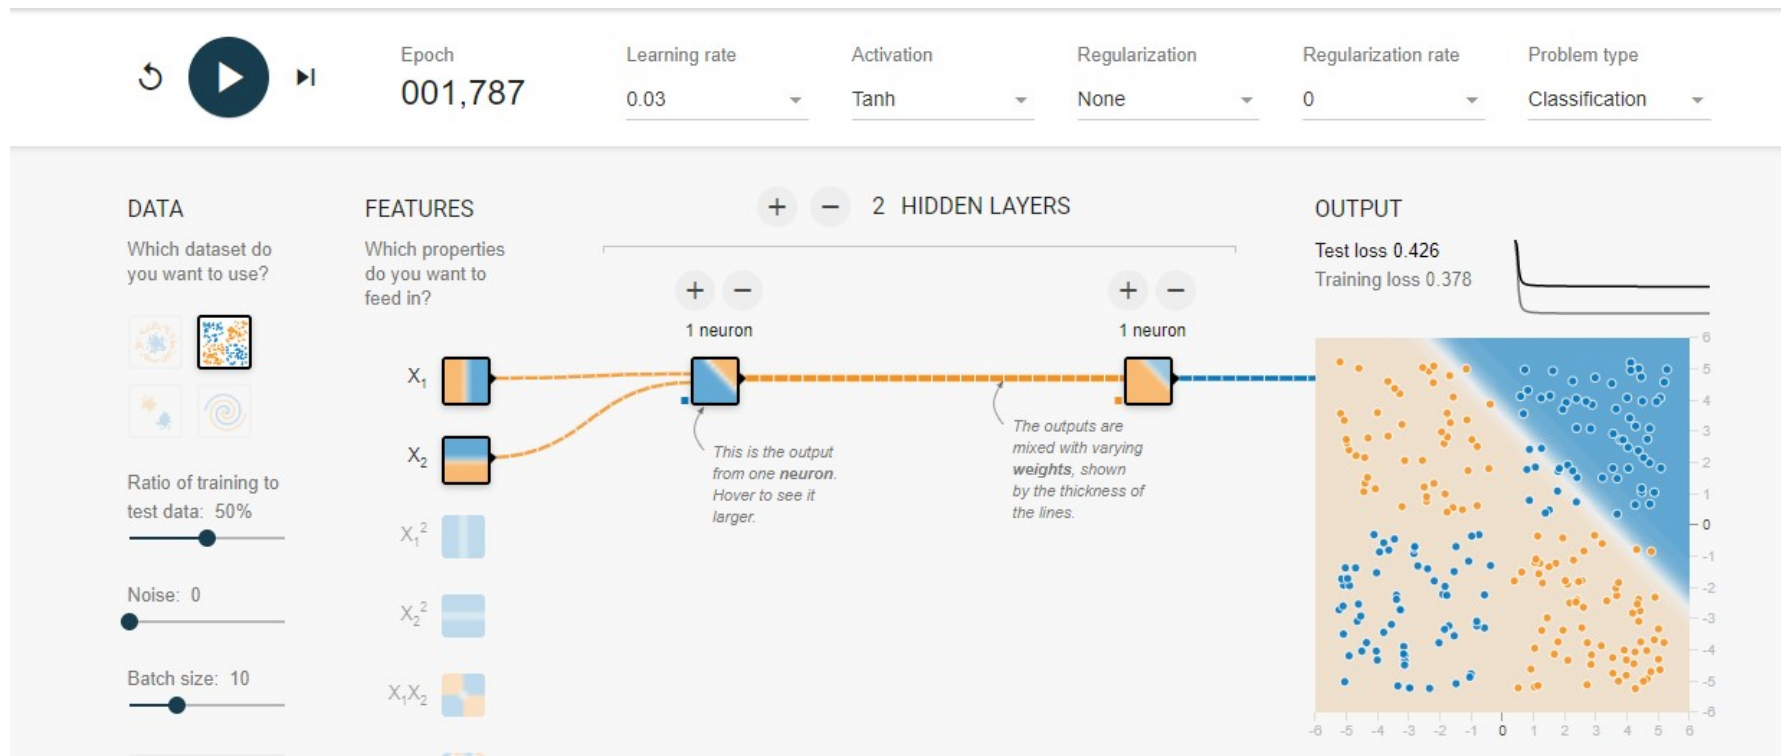 Epoch
001,787
Learning rate
0.03
Activation
Tanh
Regularization
None
Regularization rate
0
Problem type
Classification
DATA
Which dataset do
you want to use?
Ratio of training to
test data: 50%
Noise: 0
Batch size: 10
FEATURES
Which properties
do you want to
feed in?
X₁
X₂
X₁²
X₂²
X₁X₂
+ − 2 HIDDEN LAYERS
+ −
1 neuron
+ −
1 neuron
This is the output
from one neuron.
Hover to see it
larger.
The outputs are
mixed with varying
weights, shown
by the thickness of
the lines.
OUTPUT
Test loss 0.426
Training loss 0.378
6
5
4
3
2
1
0
-1
-2
-3
-4
-5
-6
-6 -5 -4 -3 -2 -1 0 1 2 3 4 5 6